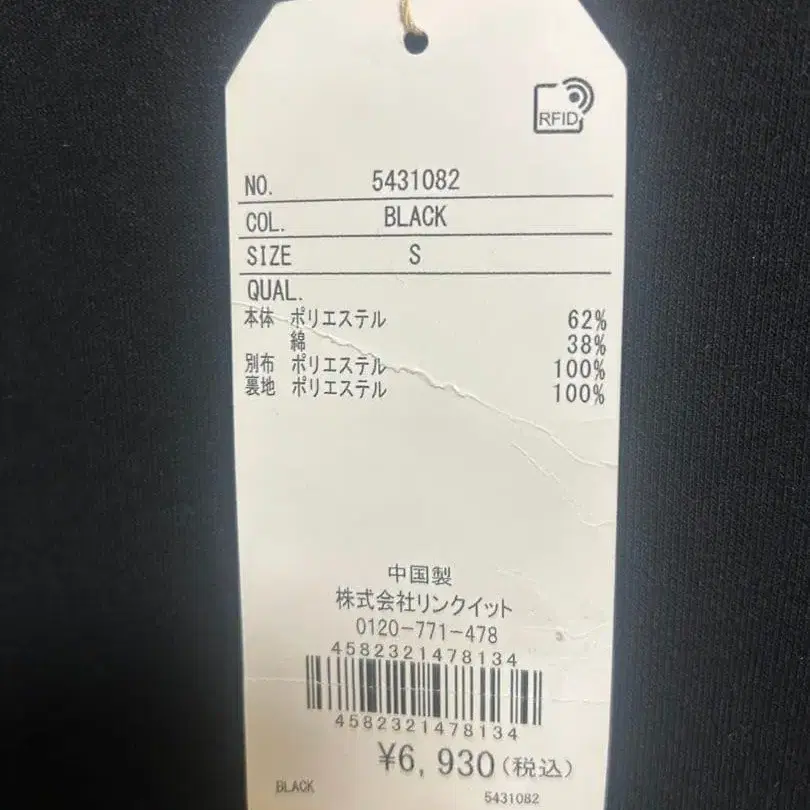 RFID
NO. 5431082
COL. BLACK
SIZE S
QUAL.
本体 ポリエステル 62%
綿 38%
別布 ポリエステル 100%
裏地 ポリエステル 100%
中国製
株式会社リンクイット
0120-771-478
4582321478134
4582321478134
¥6,930(税込)
BLACK 5431082